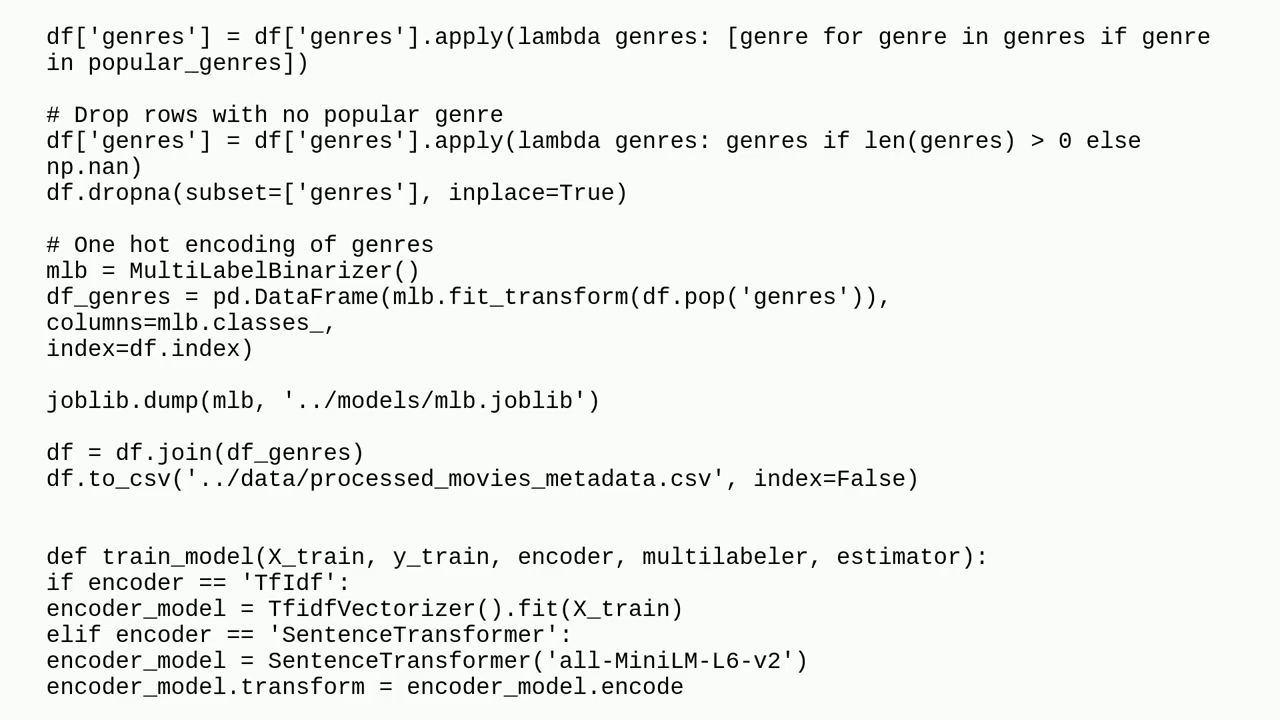 df['genres'] = df['genres'].apply(lambda genres: [genre for genre in genres if genre
in popular_genres])
# Drop rows with no popular genre
df['genres'] = df['genres'].apply(lambda genres: genres if len(genres) > 0 else
np.nan)
df.dropna(subset=['genres'], inplace=True)
# One hot encoding of genres
mlb = MultiLabelBinarizer()
df_genres = pd.DataFrame(mlb.fit_transform(df.pop('genres')),
columns=mlb.classes_,
index=df.index)
joblib.dump(mlb, '../models/mlb.joblib')
df = df.join(df_genres)
df.to_csv('../data/processed_movies_metadata.csv', index=False)
def train_model(X_train, y_train, encoder, multilabeler, estimator):
if encoder == 'TfIdf':
encoder_model = TfidfVectorizer().fit(X_train)
elif encoder == 'SentenceTransformer':
encoder_model = SentenceTransformer('all-MiniLM-L6-v2')
encoder_model.transform = encoder_model.encode